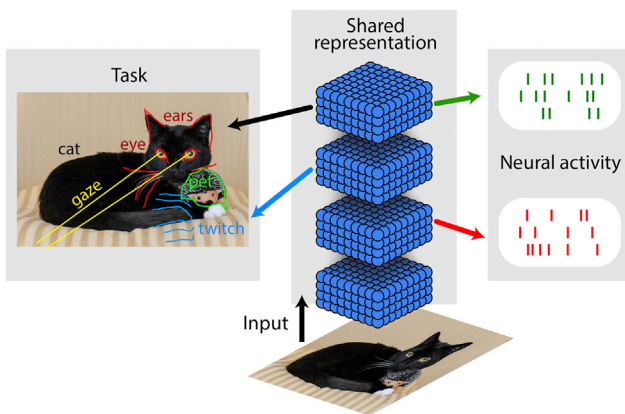 Shared
representation
Task
ears
cat
eye
pet
gaze
twitch
Neural activity
Input